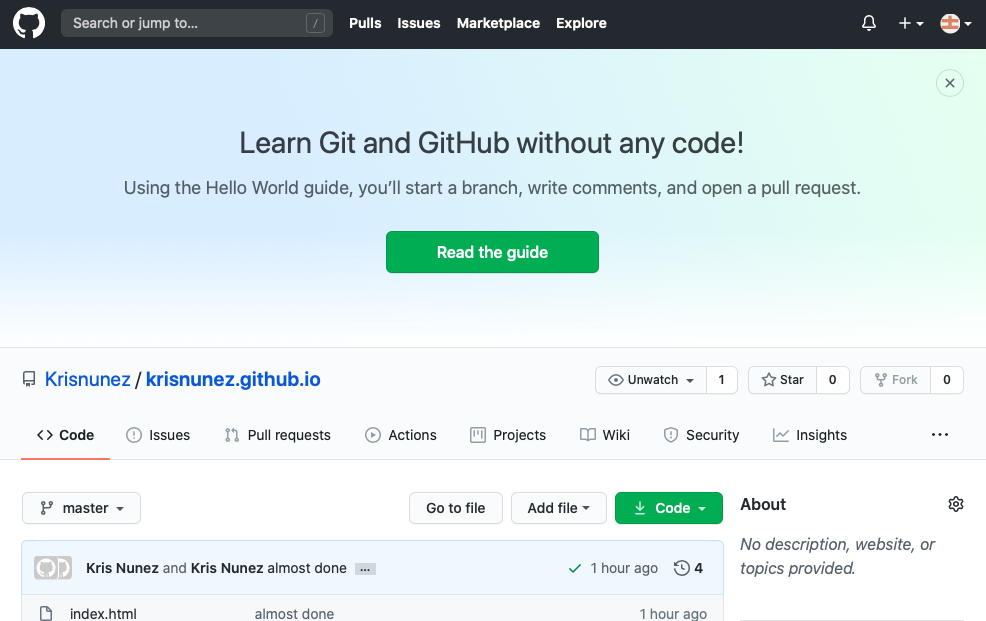 Search or jump to... / Pulls Issues Marketplace Explore
Learn Git and GitHub without any code!
Using the Hello World guide, you’ll start a branch, write comments, and open a pull request.
Read the guide
Krisnunez / krisnunez.github.io Unwatch 1 Star 0 Fork 0
Code Issues Pull requests Actions Projects Wiki Security Insights ...
master Go to file Add file Code About
No description, website, or
topics provided.
Kris Nunez and Kris Nunez almost done ... 1 hour ago 4
index.html almost done 1 hour ago